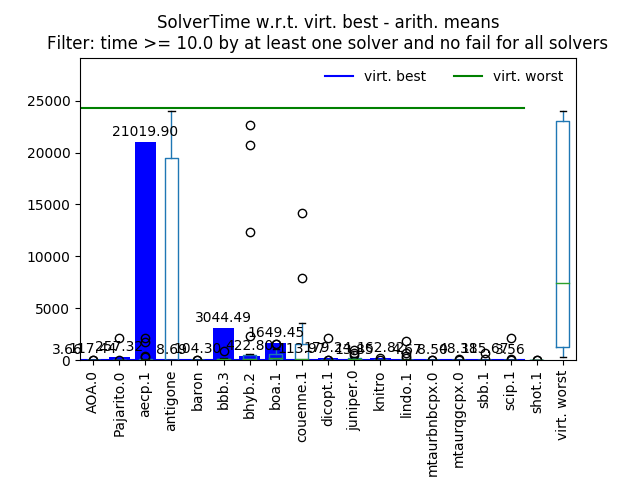 SolverTime w.r.t. virt. best - arith. means
Filter: time >= 10.0 by at least one solver and no fail for all solvers
virt. best
virt. worst
25000
20000
15000
10000
5000
0
21019.90
3044.49
1649.45
AOA.0
Pajarito.0
aecp.1
antigone
baron
bbb.3
bhyb.2
boa.1
couenne.1
dicopt.1
juniper.0
knitro
lindo.1
mtaurbnbcpx.0
mtaurqgcpx.0
sbb.1
scip.1
shot.1
virt. worst